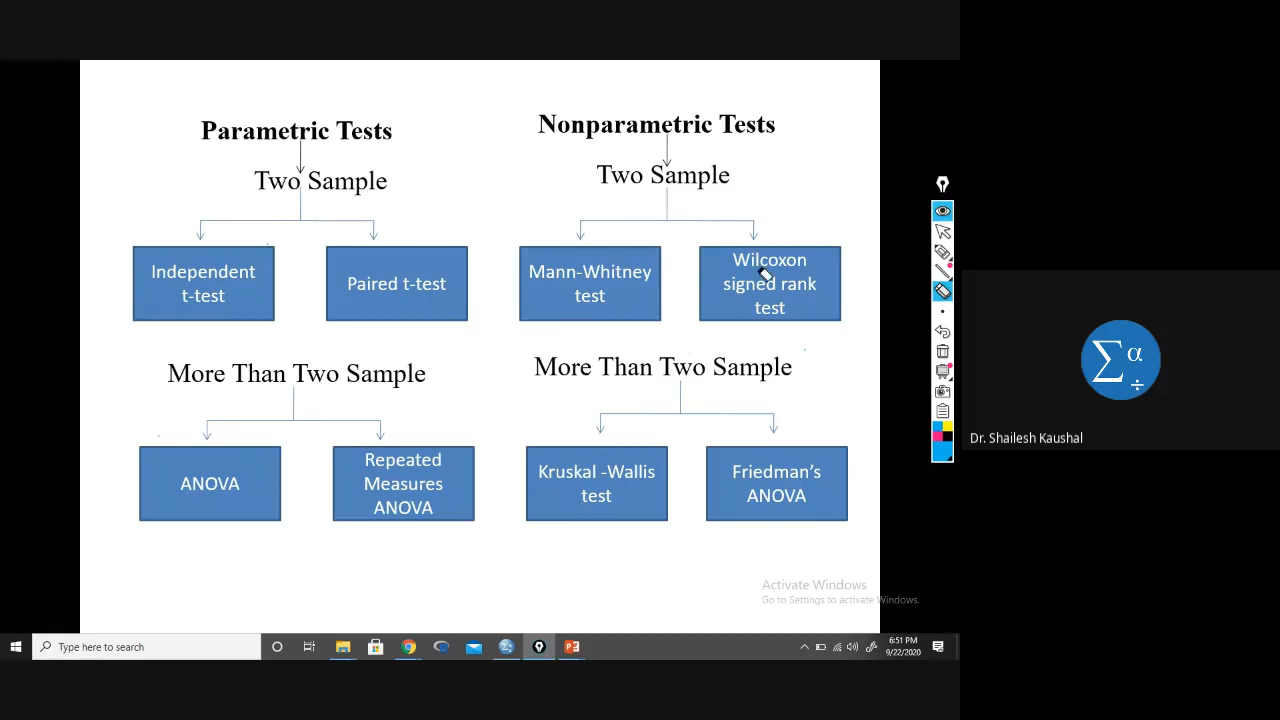 Parametric Tests
Two Sample
Independent
t-test
Paired t-test
More Than Two Sample
ANOVA
Repeated
Measures
ANOVA
Nonparametric Tests
Two Sample
Mann-Whitney
test
Wilcoxon
signed rank
test
More Than Two Sample
Kruskal -Wallis
test
Friedman’s
ANOVA
Activate Windows
Go to Settings to activate Windows.
Type here to search
6:51 PM
9/22/2020
Σ α
÷
Dr. Shailesh Kaushal